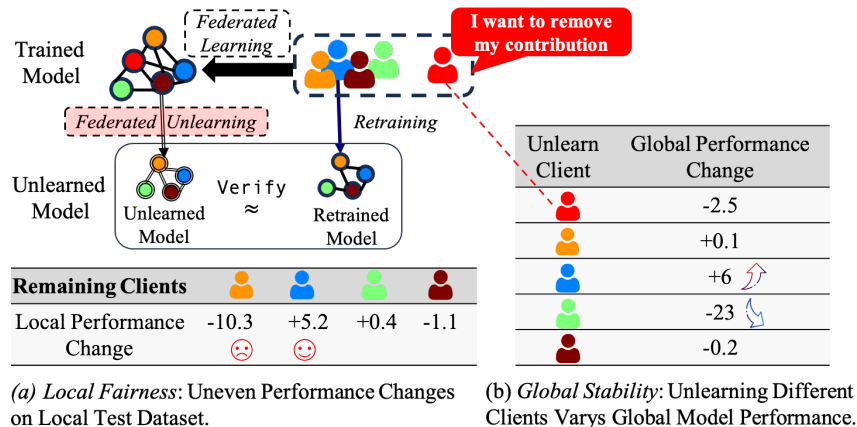 Trained
Model
Federated
Learning
I want to remove
my contribution
Federated Unlearning
Retraining
Unlearned
Model
Unlearned
Model
Verify
≈
Retrained
Model
Remaining Clients
Local Performance
Change
-10.3 +5.2 +0.4 -1.1
(a) Local Fairness: Uneven Performance Changes
on Local Test Dataset.
Unlearn
Client
Global Performance
Change
-2.5
+0.1
+6
-23
-0.2
(b) Global Stability: Unlearning Different
Clients Varys Global Model Performance.